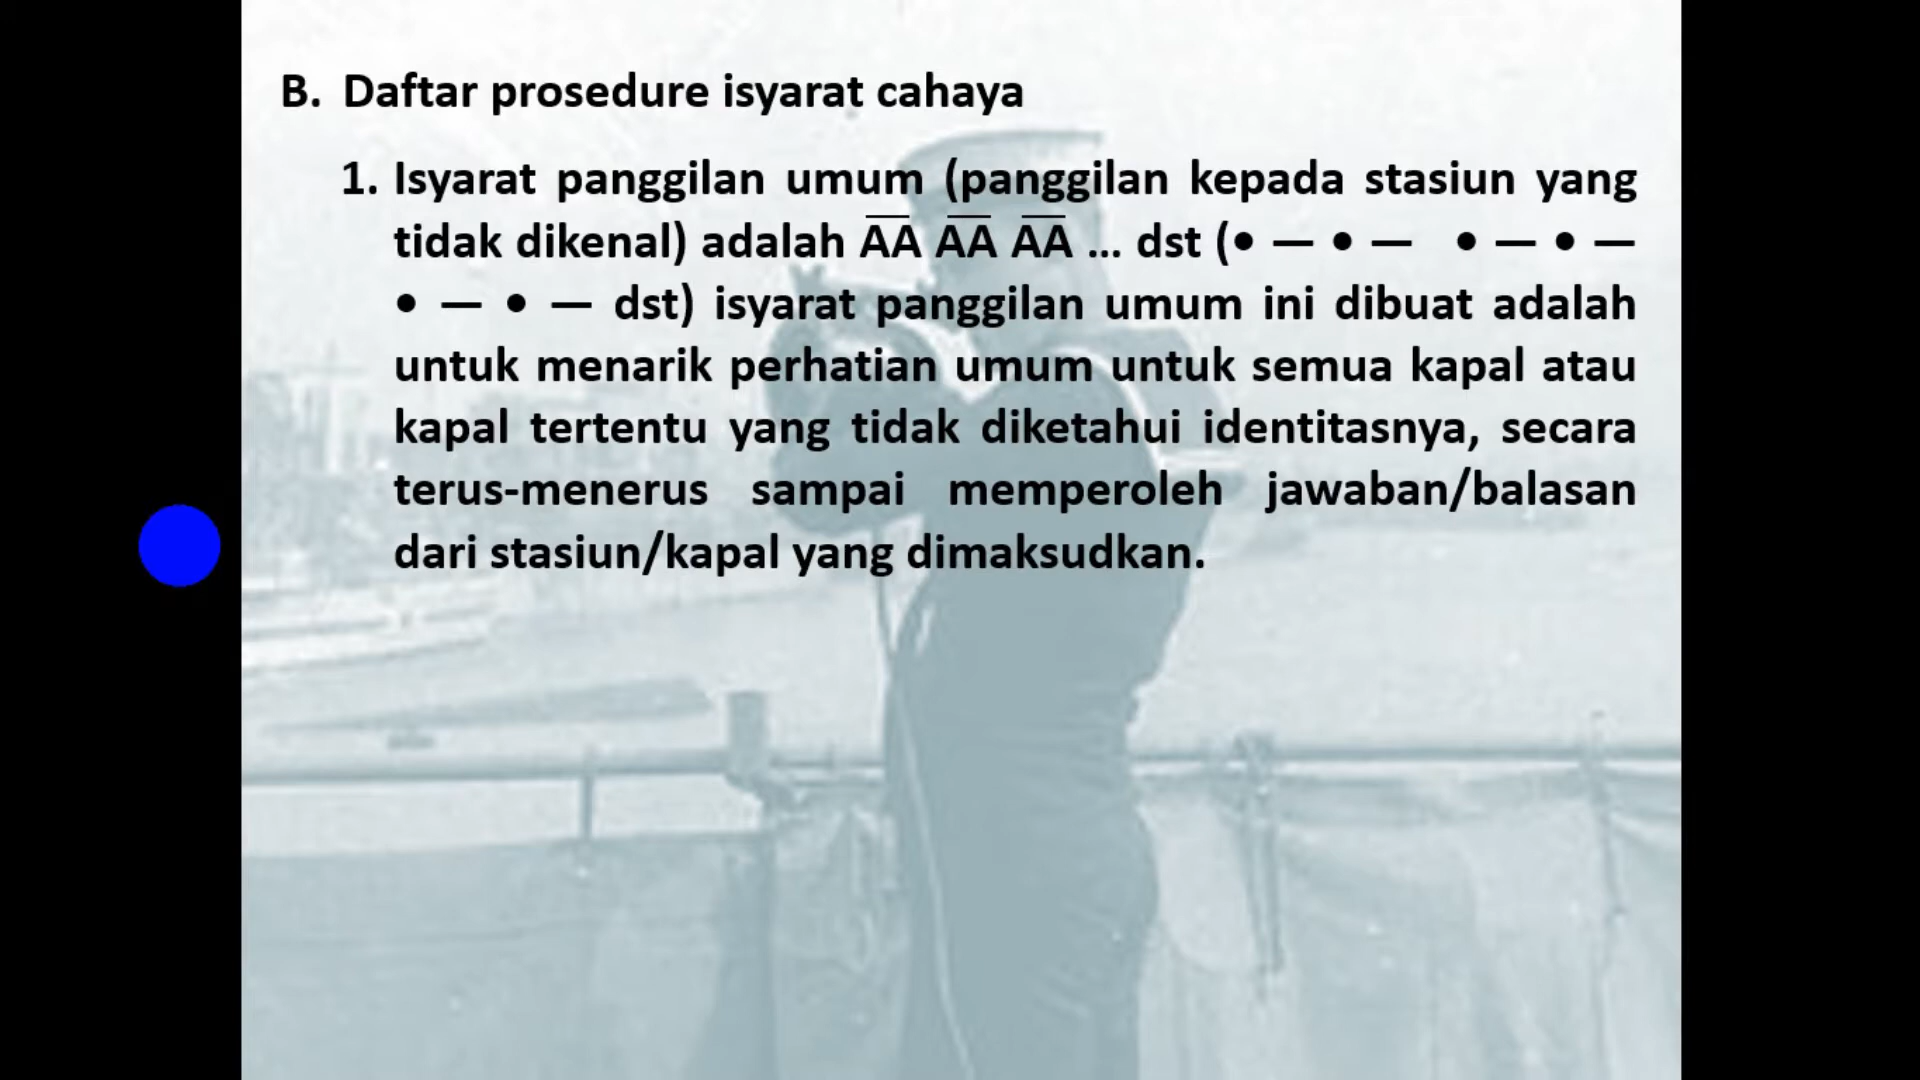 B. Daftar prosedure isyarat cahaya
1. Isyarat panggilan umum (panggilan kepada stasiun yang
tidak dikenal) adalah A̅A̅ A̅A̅ A̅A̅ ... dst (• — • — • — • —
• — • — dst) isyarat panggilan umum ini dibuat adalah
untuk menarik perhatian umum untuk semua kapal atau
kapal tertentu yang tidak diketahui identitasnya, secara
terus-menerus sampai memperoleh jawaban/balasan
dari stasiun/kapal yang dimaksudkan.